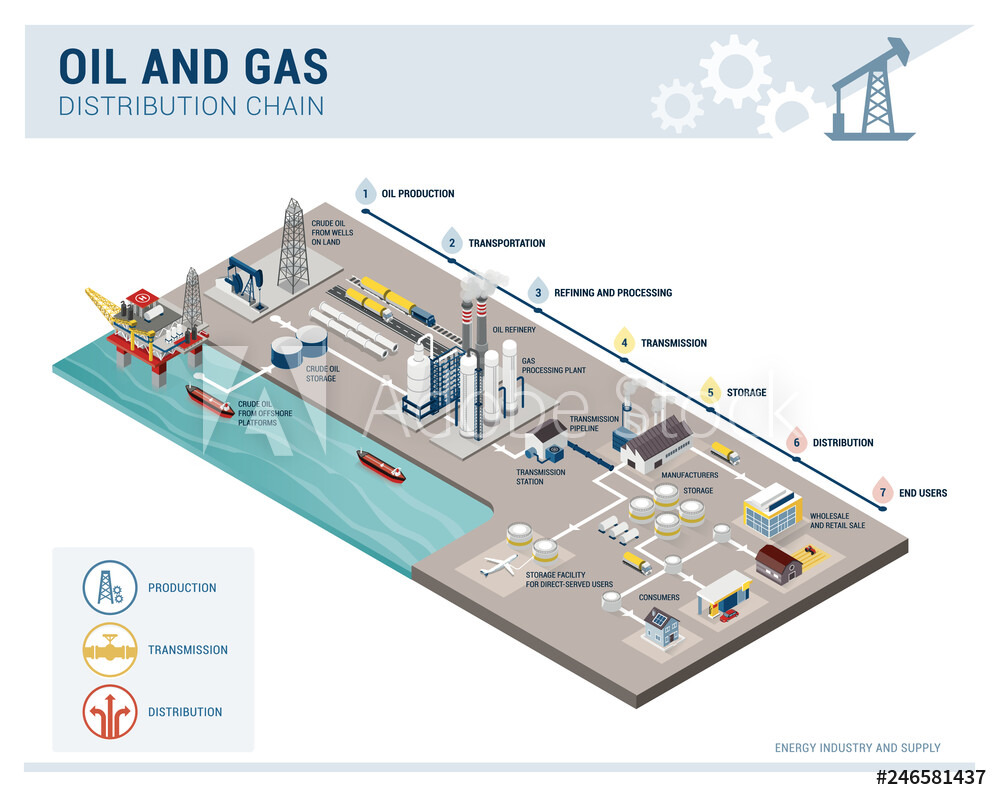 OIL AND GAS
DISTRIBUTION CHAIN
1 OIL PRODUCTION
2 TRANSPORTATION
3 REFINING AND PROCESSING
4 TRANSMISSION
5 STORAGE
6 DISTRIBUTION
7 END USERS
CRUDE OIL
FROM WELLS
ON LAND
H
OIL REFINERY
GAS
PROCESSING PLANT
CRUDE OIL
STORAGE
CRUDE OIL
FROM OFFSHORE
PLATFORMS
Adobe Stock
TRANSMISSION
PIPELINE
TRANSMISSION
STATION
MANUFACTURERS
STORAGE
WHOLESALE
AND RETAIL SALE
STORAGE FACILITY
FOR DIRECT-SERVED USERS
CONSUMERS
PRODUCTION
TRANSMISSION
DISTRIBUTION
ENERGY INDUSTRY AND SUPPLY
#246581437